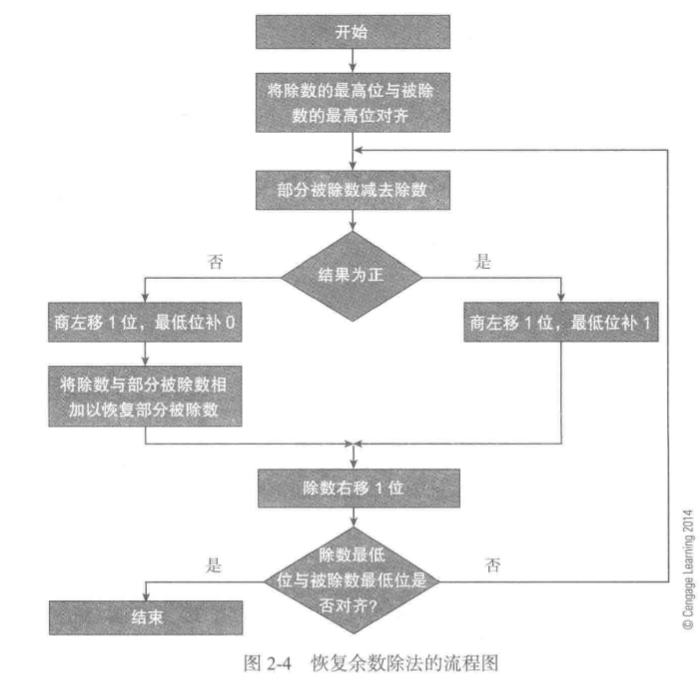 开始
将除数的最高位与被除
数的最高位对齐
部分被除数减去除数
结果为正
否
是
商左移 1 位，最低位补 0
商左移 1 位，最低位补 1
将除数与部分被除数相
加以恢复部分被除数
除数右移 1 位
除数最低
位与被除数最低位是
否对齐?
是
否
结束
© Cengage Learning 2014
图 2-4 恢复余数除法的流程图